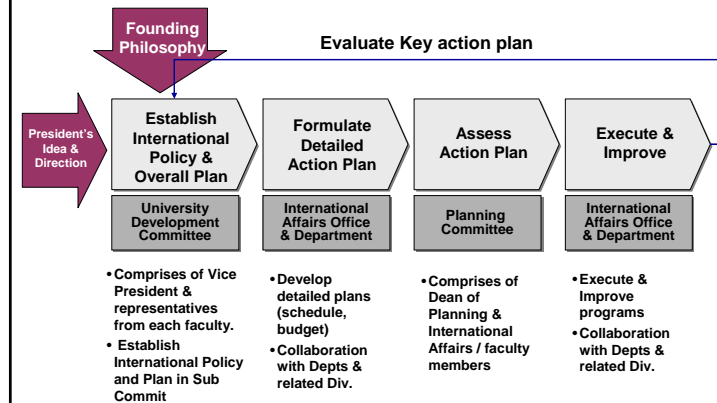 Founding
Philosophy
Evaluate Key action plan
President's
Idea &
Direction
Establish
International
Policy &
Overall Plan
Formulate
Detailed
Action Plan
Assess
Action Plan
Execute &
Improve
University
Development
Committee
International
Affairs Office
& Department
Planning
Committee
International
Affairs Office
& Department
•Comprises of Vice
President &
representatives
from each faculty.
• Establish
International Policy
and Plan in Sub
Commit
•Develop
detailed plans
(schedule,
budget)
•Collaboration
with Depts &
related Div.
•Comprises of
Dean of
Planning &
International
Affairs / faculty
members
•Execute &
Improve
programs
•Collaboration
with Depts &
related Div.